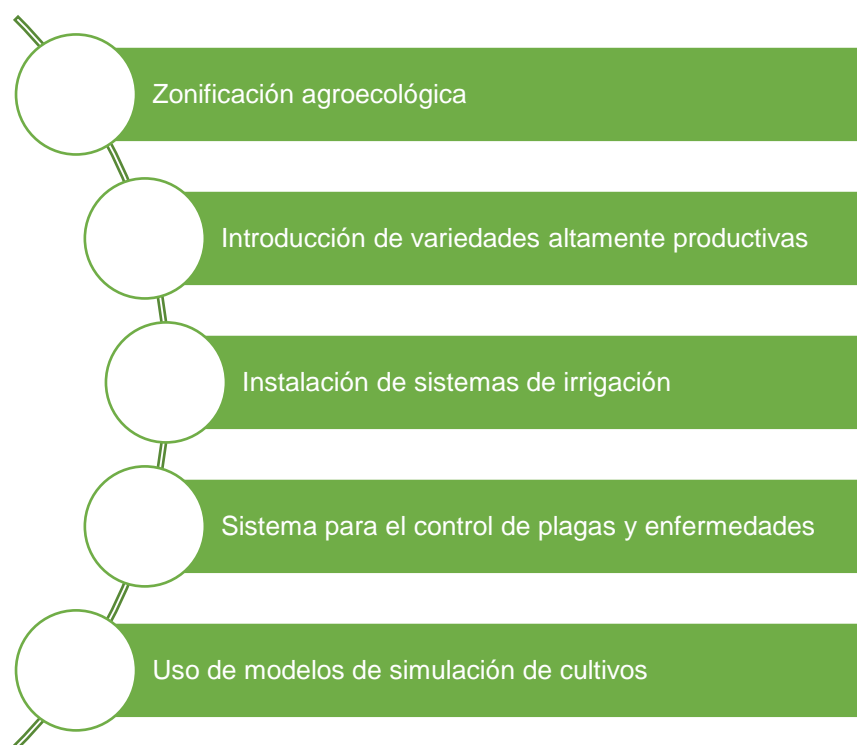 Zonificación agroecológica
Introducción de variedades altamente productivas
Instalación de sistemas de irrigación
Sistema para el control de plagas y enfermedades
Uso de modelos de simulación de cultivos